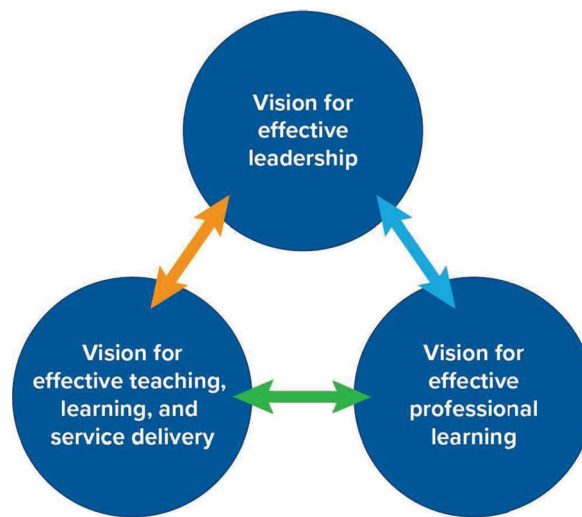 Vision for
effective
leadership
Vision for
effective teaching,
learning, and
service delivery
Vision for
effective
professional
learning